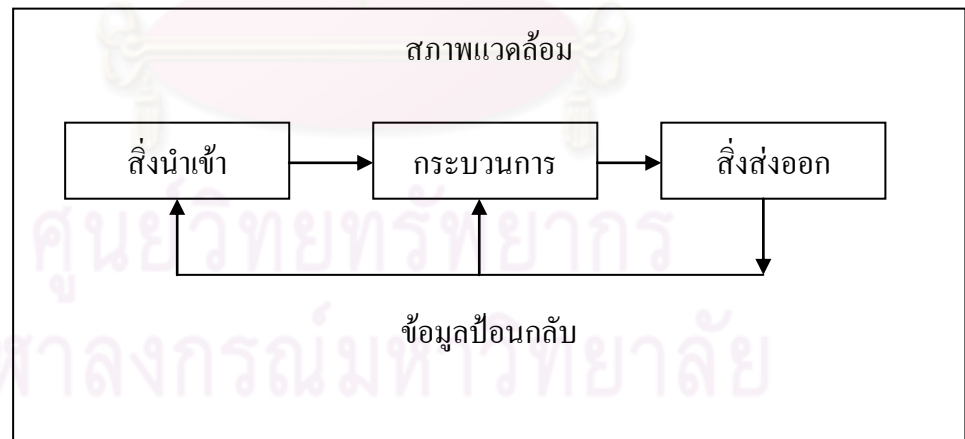 สภาพแวดล้อม
สิ่งนำเข้า กระบวนการ สิ่งส่งออก
ศูนย์วิทยทรัพยากร
ข้อมูลป้อนกลับ
ฬาลงกรณ์มหาวิทยาลัย